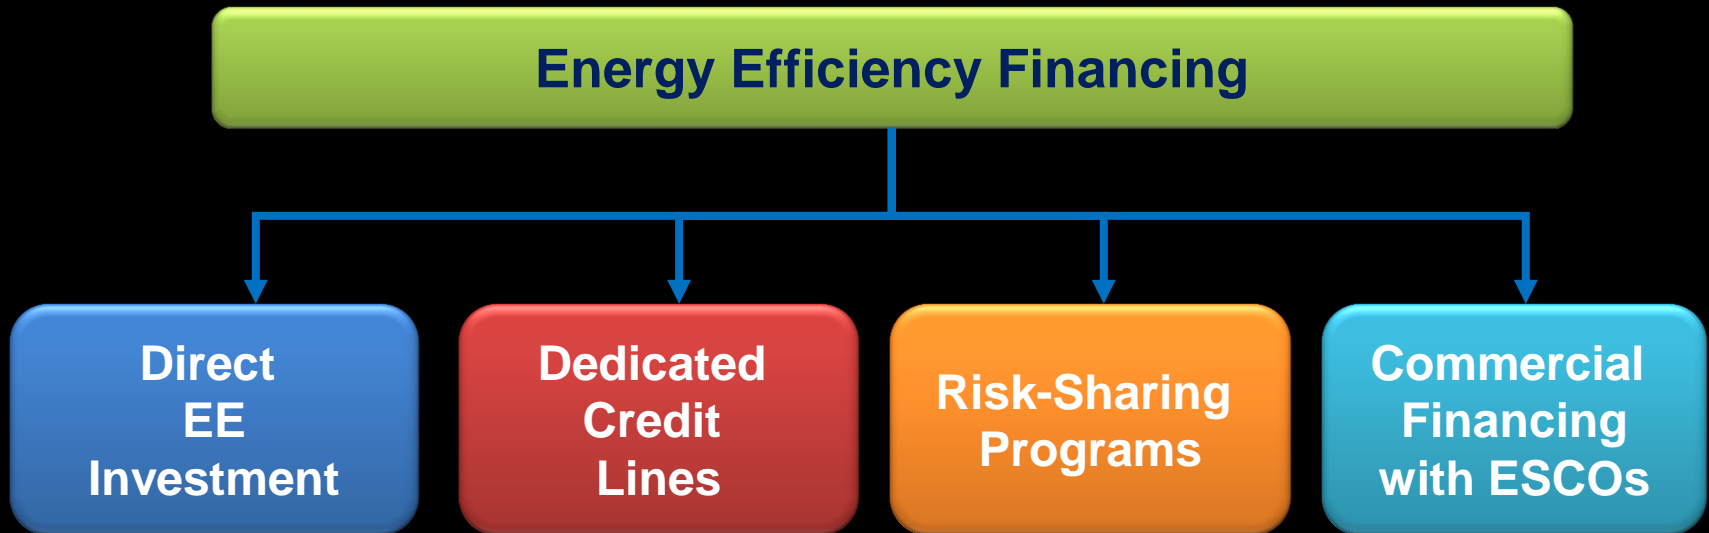 Energy Efficiency Financing
Direct
EE
Investment
Dedicated
Credit
Lines
Risk-Sharing
Programs
Commercial
Financing
with ESCOs